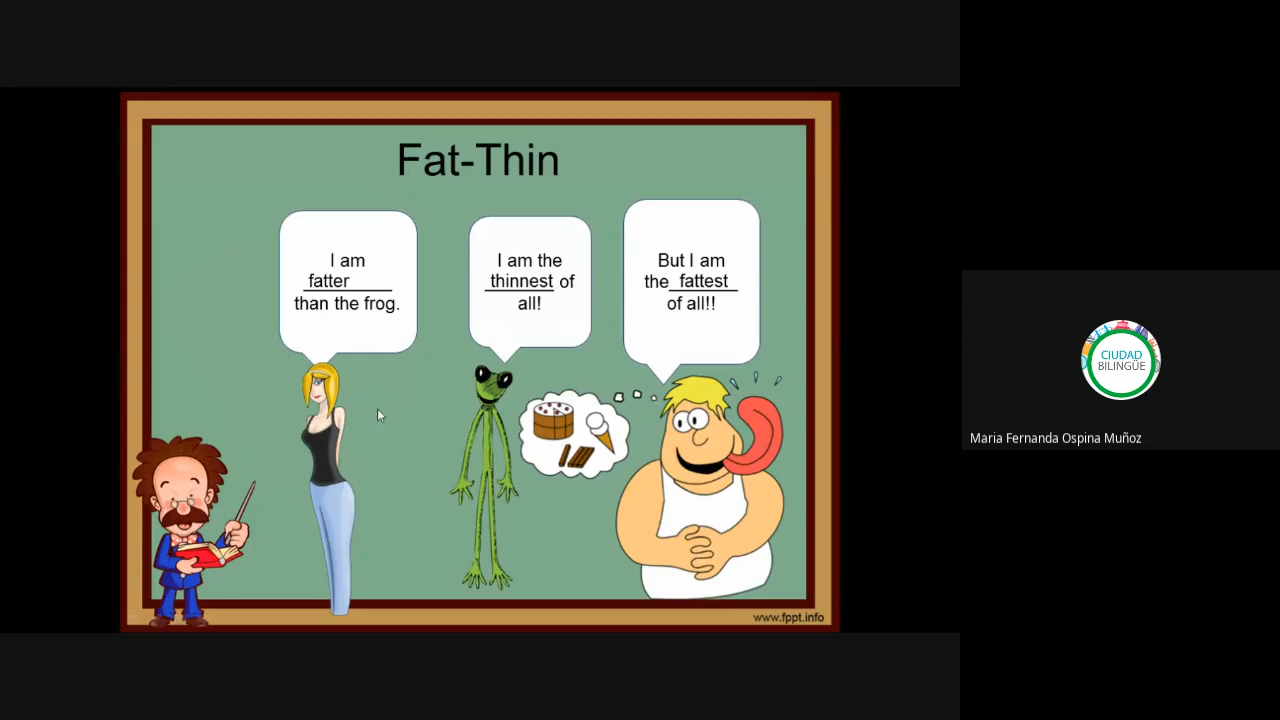 Fat-Thin
I am
fatter
than the frog.
I am the
thinnest of
all!
But I am
the fattest
of all!!
www.fppt.info
CIUDAD
BILINGÜE
Maria Fernanda Ospina Muñoz